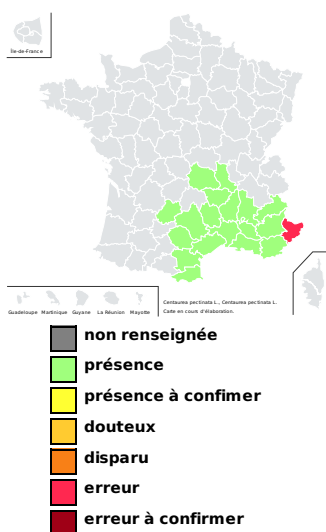 Île-de-France
Guadeloupe Martinique Guyane La Réunion Mayotte
Centaurea pectinata L., Centaurea pectinata L.
Carte en cours d'élaboration.
non renseignée
présence
présence à confimer
douteux
disparu
erreur
erreur à confirmer